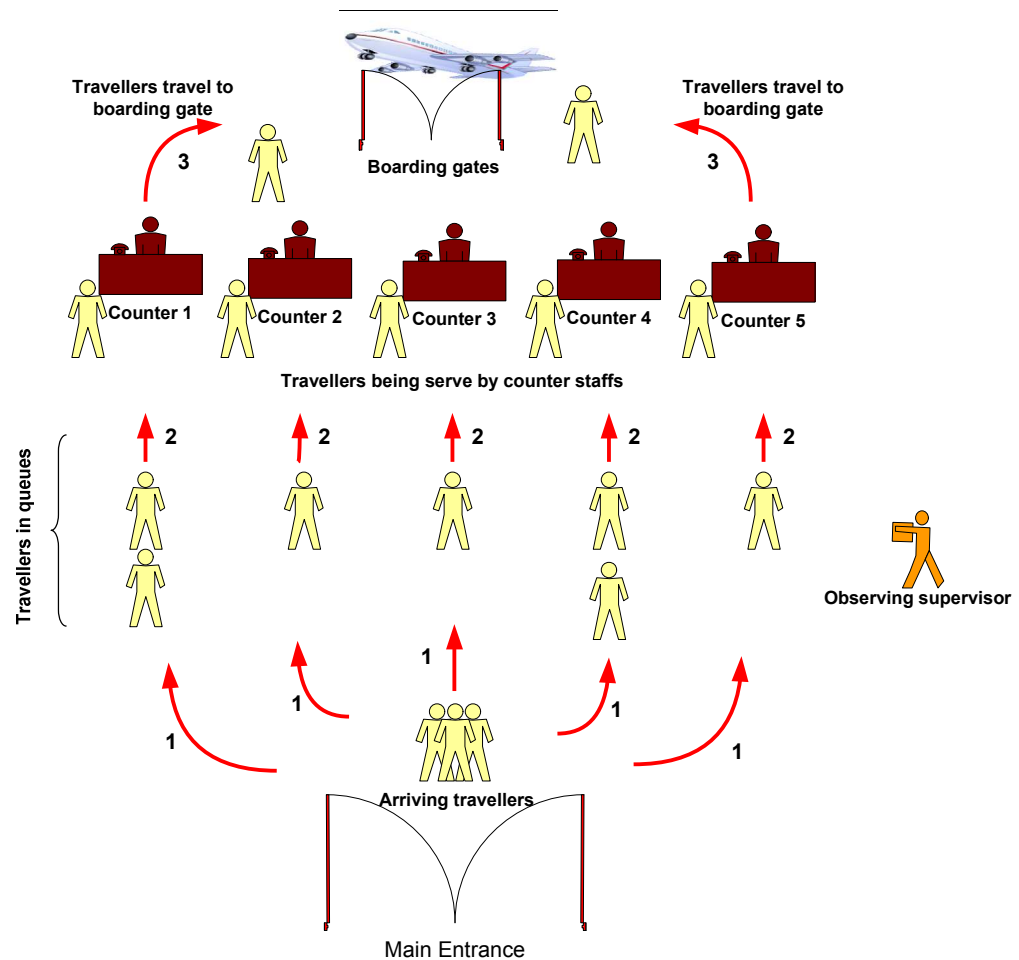 Travellers travel to
boarding gate
Travellers travel to
boarding gate
3
3
Boarding gates
Counter 1
Counter 2
Counter 3
Counter 4
Counter 5
Travellers being serve by counter staffs
2
2
2
2
2
Travellers in queues
Observing supervisor
1
1
1
1
1
Arriving travellers
Main Entrance